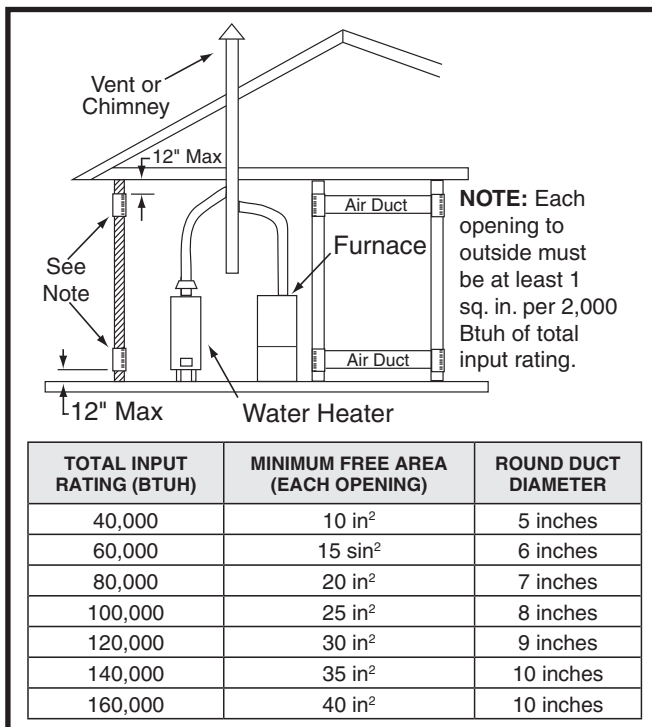 Vent or
Chimney
12" Max
Air Duct
NOTE: Each
opening to
outside must
be at least 1
sq. in. per 2,000
Btuh of total
input rating.
Furnace
See
Note
Air Duct
12" Max
Water Heater
TOTAL INPUT MINIMUM FREE AREA ROUND DUCT
RATING (BTUH) (EACH OPENING) DIAMETER
40,000 10 in² 5 inches
60,000 15 sin² 6 inches
80,000 20 in² 7 inches
100,000 25 in² 8 inches
120,000 30 in² 9 inches
140,000 35 in² 10 inches
160,000 40 in² 10 inches